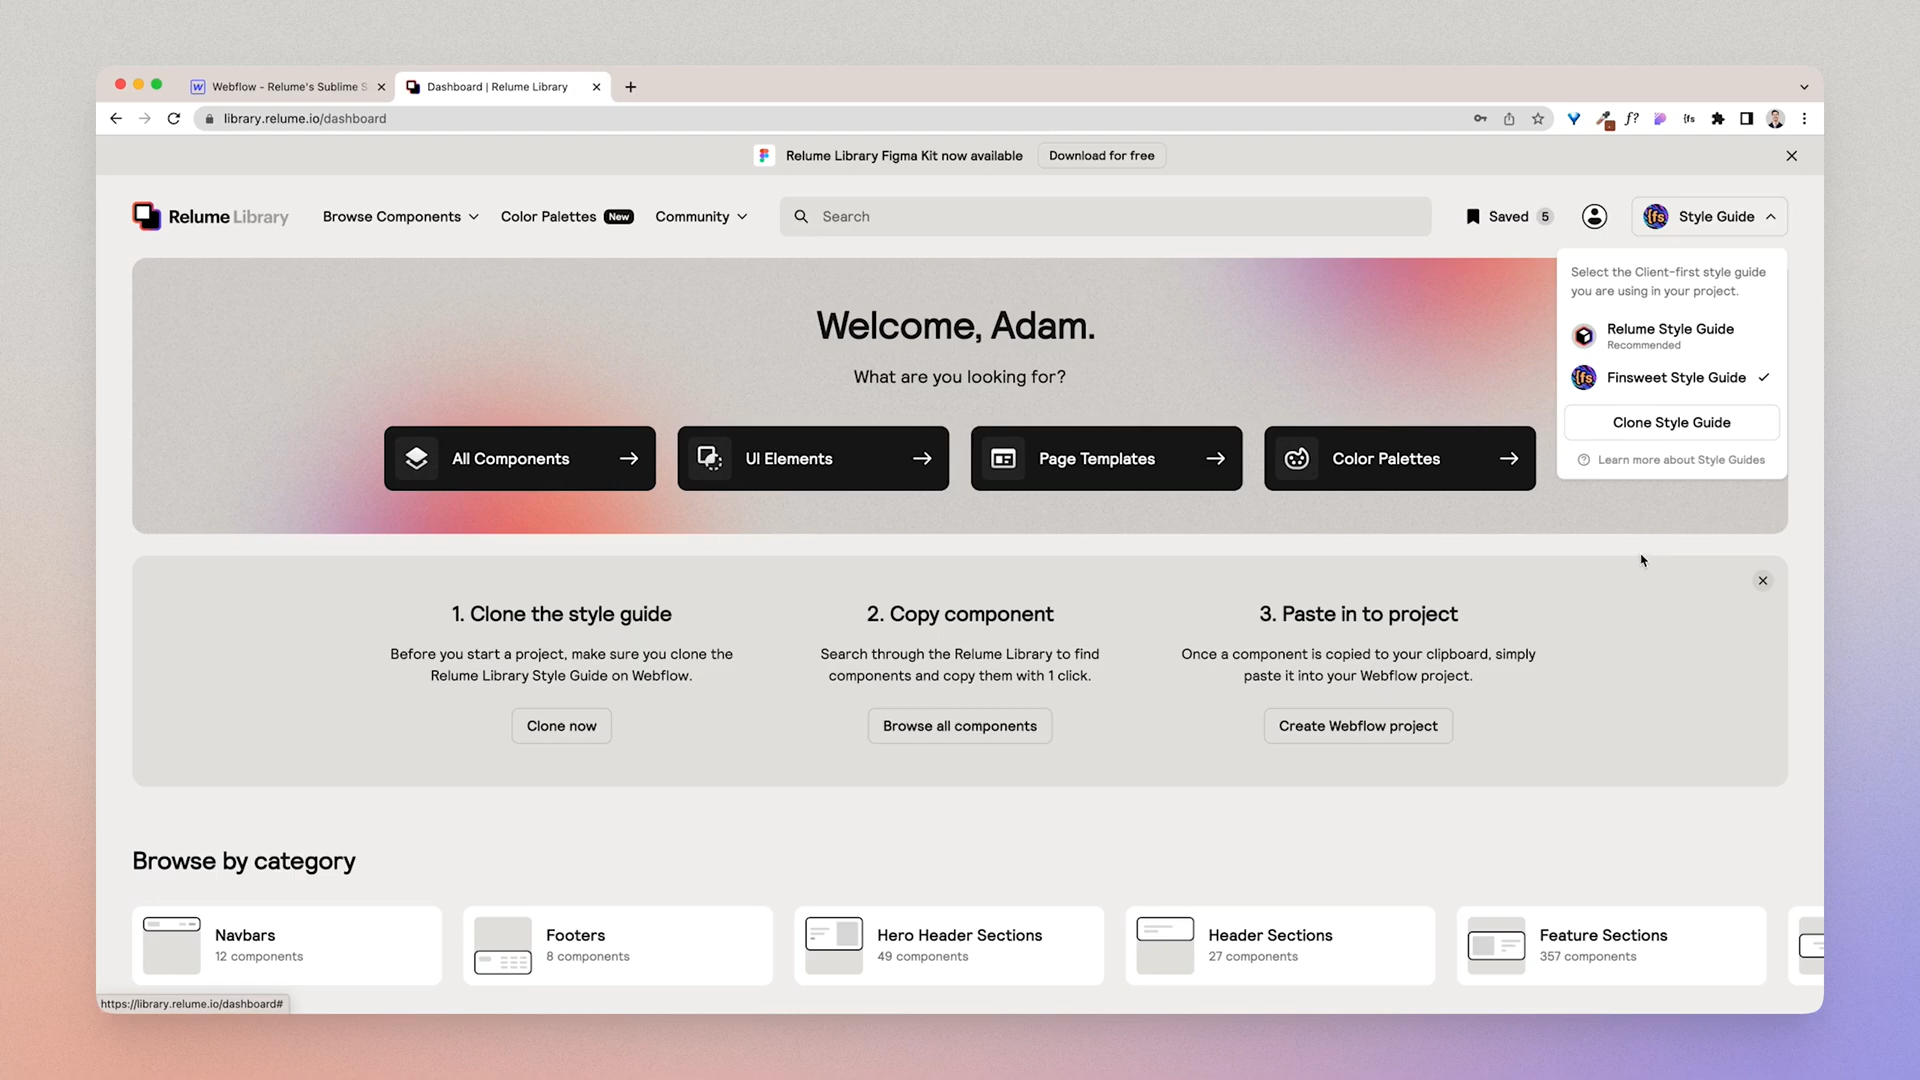 Webflow - Relume's Sublime S
Dashboard | Relume Library
library.relume.io/dashboard
f?
{fs
Relume Library Figma Kit now available
Download for free
Relume Library
Browse Components
Color Palettes
New
Community
Search
Saved
5
{fs
Style Guide
Select the Client-first style guide
you are using in your project.
Relume Style Guide
Recommended
{fs
Finsweet Style Guide
Clone Style Guide
Learn more about Style Guides
Welcome, Adam.
What are you looking for?
All Components
UI Elements
Page Templates
Color Palettes
1. Clone the style guide
Before you start a project, make sure you clone the
Relume Library Style Guide on Webflow.
Clone now
2. Copy component
Search through the Relume Library to find
components and copy them with 1 click.
Browse all components
3. Paste in to project
Once a component is copied to your clipboard, simply
paste it into your Webflow project.
Create Webflow project
Browse by category
Navbars
12 components
Footers
8 components
Hero Header Sections
49 components
Header Sections
27 components
Feature Sections
357 components
https://library.relume.io/dashboard#